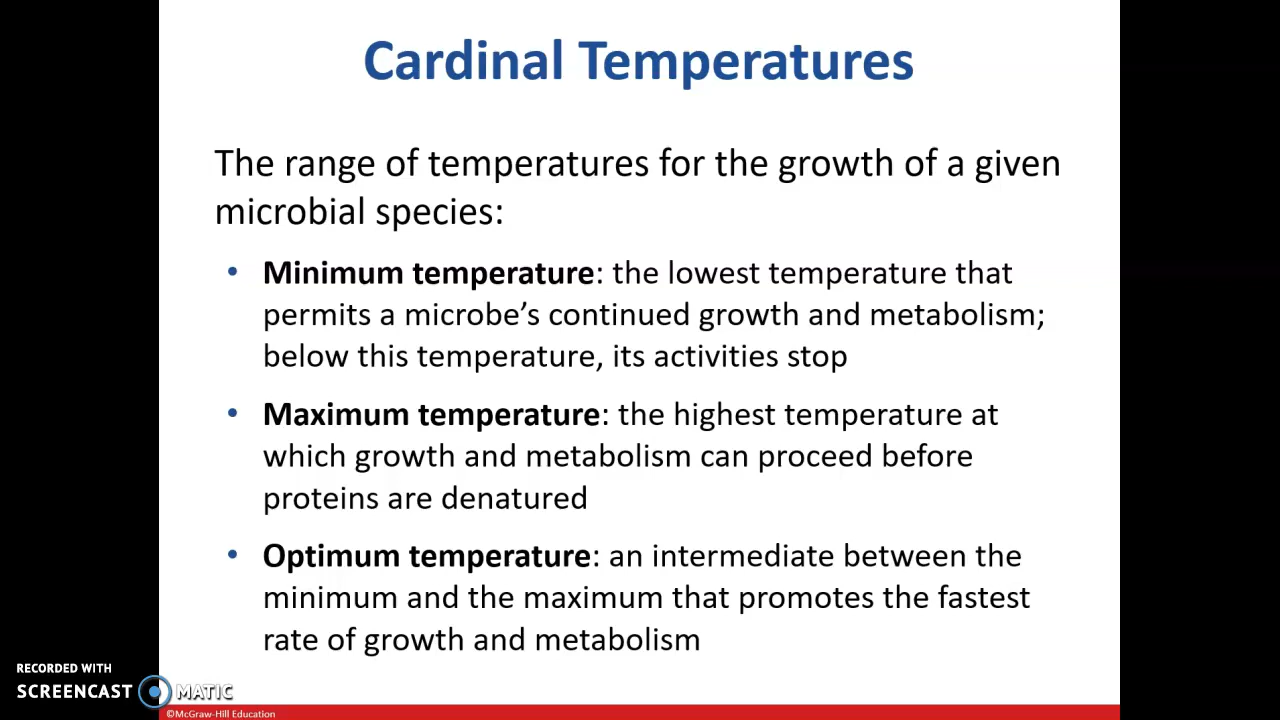 Cardinal Temperatures
The range of temperatures for the growth of a given
microbial species:
• Minimum temperature: the lowest temperature that
permits a microbe’s continued growth and metabolism;
below this temperature, its activities stop
• Maximum temperature: the highest temperature at
which growth and metabolism can proceed before
proteins are denatured
• Optimum temperature: an intermediate between the
minimum and the maximum that promotes the fastest
rate of growth and metabolism
RECORDED WITH
SCREENCAST MATIC
©McGraw-Hill Education